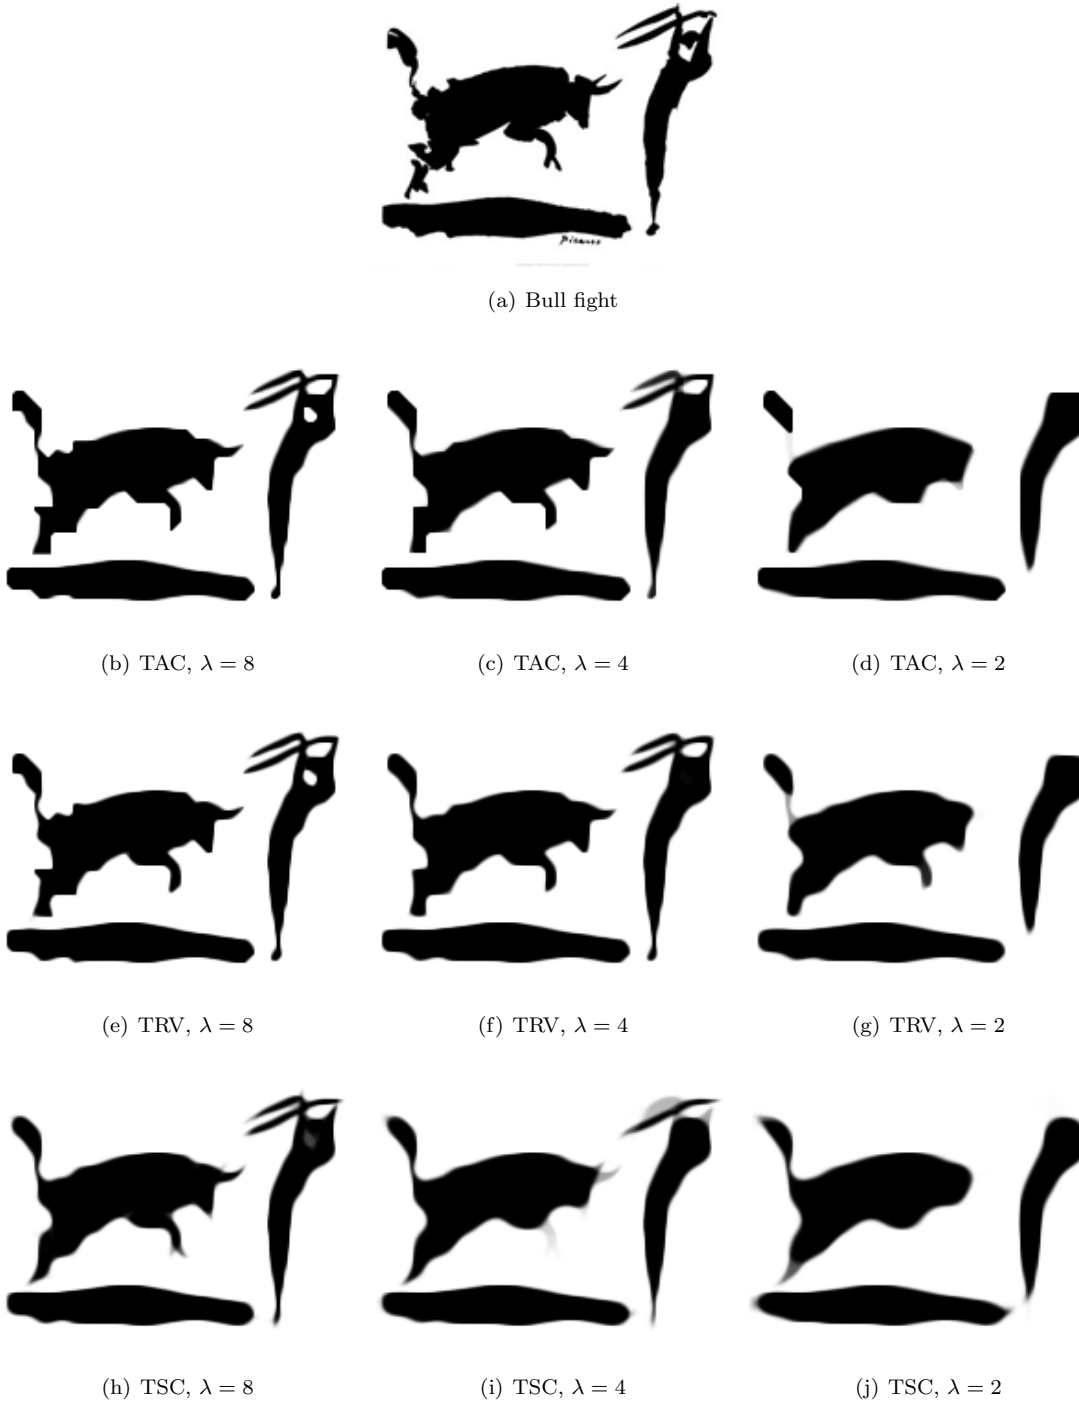 Picasso
(a) Bull fight
(b) TAC, λ = 8
(c) TAC, λ = 4
(d) TAC, λ = 2
(e) TRV, λ = 8
(f) TRV, λ = 4
(g) TRV, λ = 2
(h) TSC, λ = 8
(i) TSC, λ = 4
(j) TSC, λ = 2